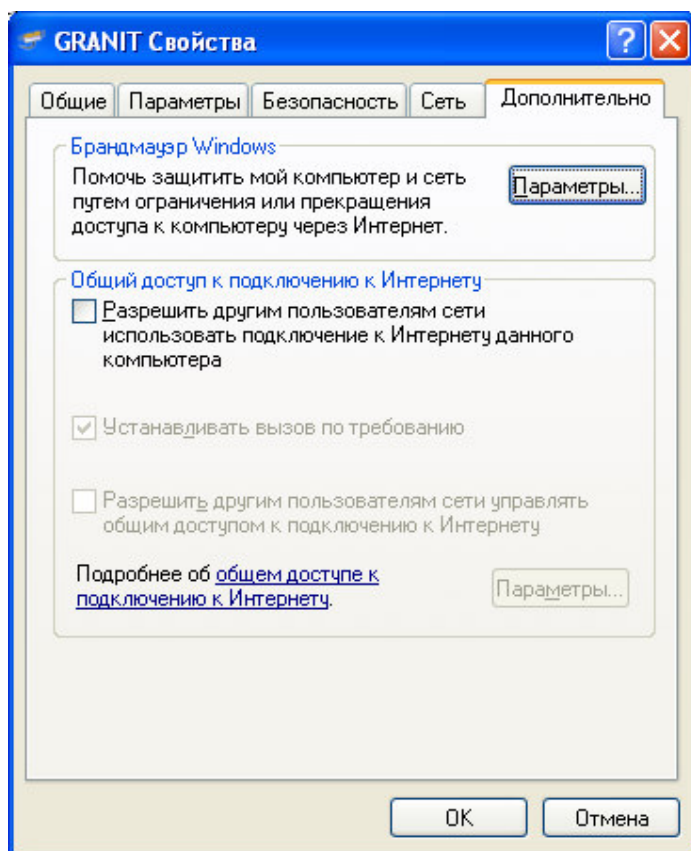 GRANIT Свойства
Общие
Параметры
Безопасность
Сеть
Дополнительно
Брандмауэр Windows
Помочь защитить мой компьютер и сеть
путем ограничения или прекращения
доступа к компьютеру через Интернет.
Параметры...
Общий доступ к подключению к Интернету
Разрешить другим пользователям сети
использовать подключение к Интернету данного
компьютера
Устанавливать вызов по требованию
Разрешить другим пользователям сети управлять
общим доступом к подключению к Интернету
Подробнее об общем доступе к
подключению к Интернету.
Параметры...
OK
Отмена